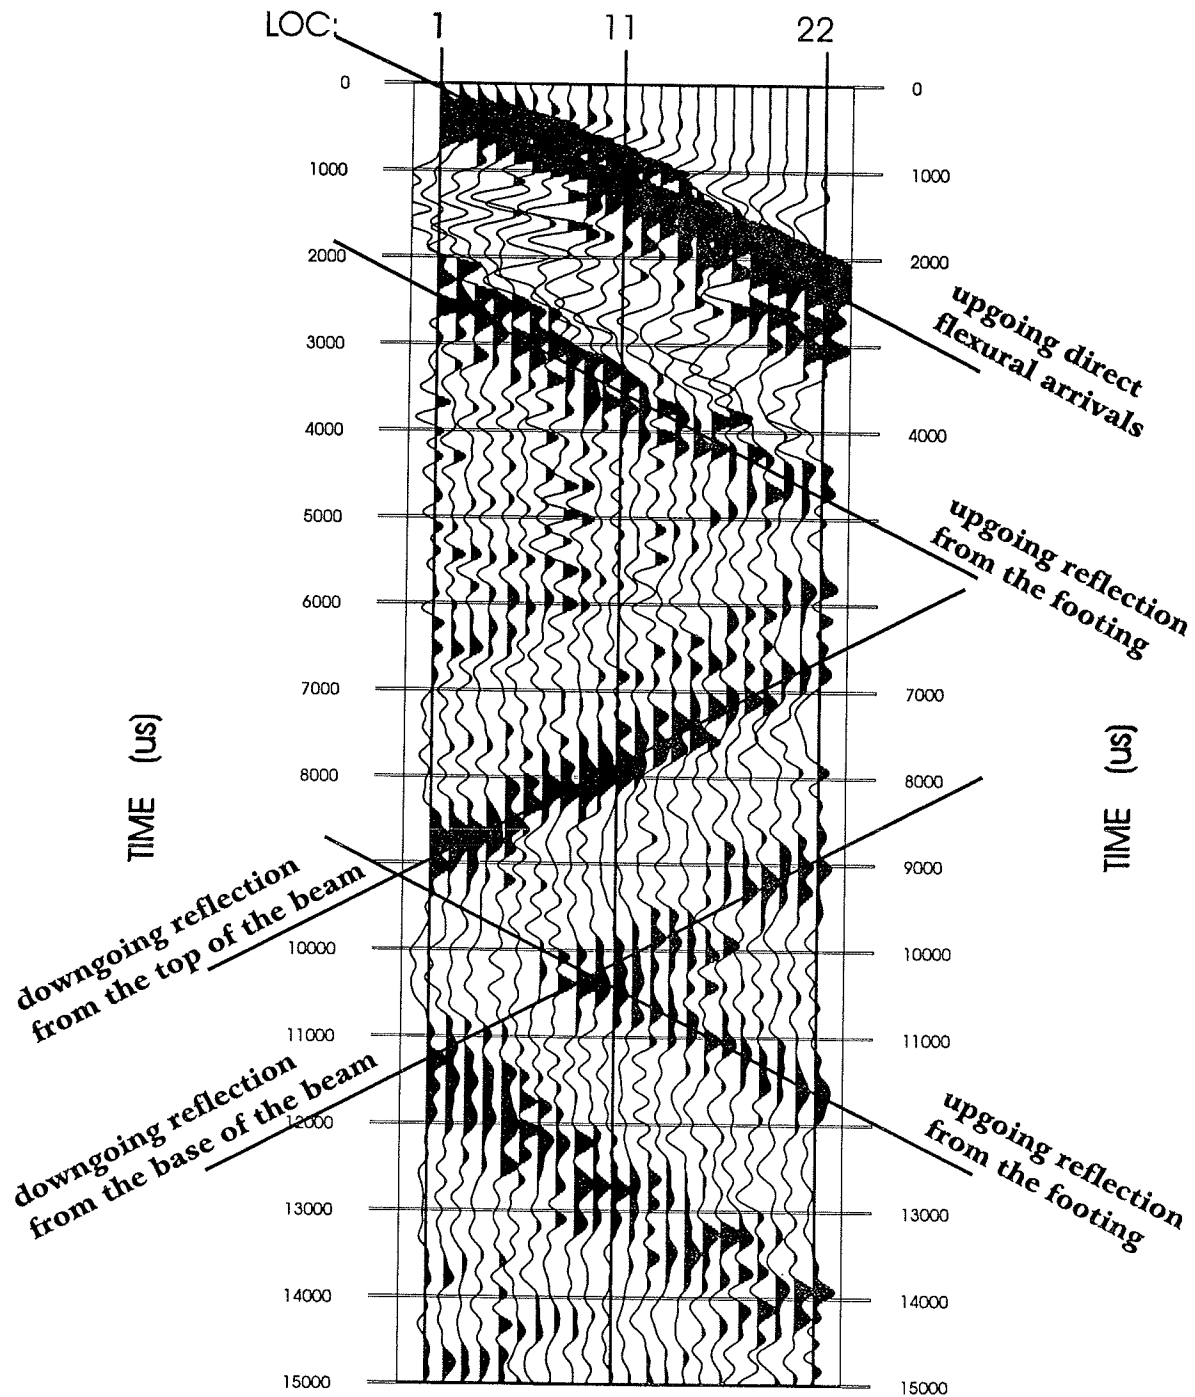 LOC: 1 11 22
0 0
1000 1000
2000 2000
upgoing direct
flexural arrivals
3000
4000 4000
5000
upgoing reflection
from the footing
6000
7000 7000
TIME (us)
TIME (us)
8000 8000
9000
downgoing reflection
from the top of the beam
10000 10000
11000 11000
downgoing reflection
from the base of the beam
12000
upgoing reflection
from the footing
13000 13000
14000 14000
15000 15000